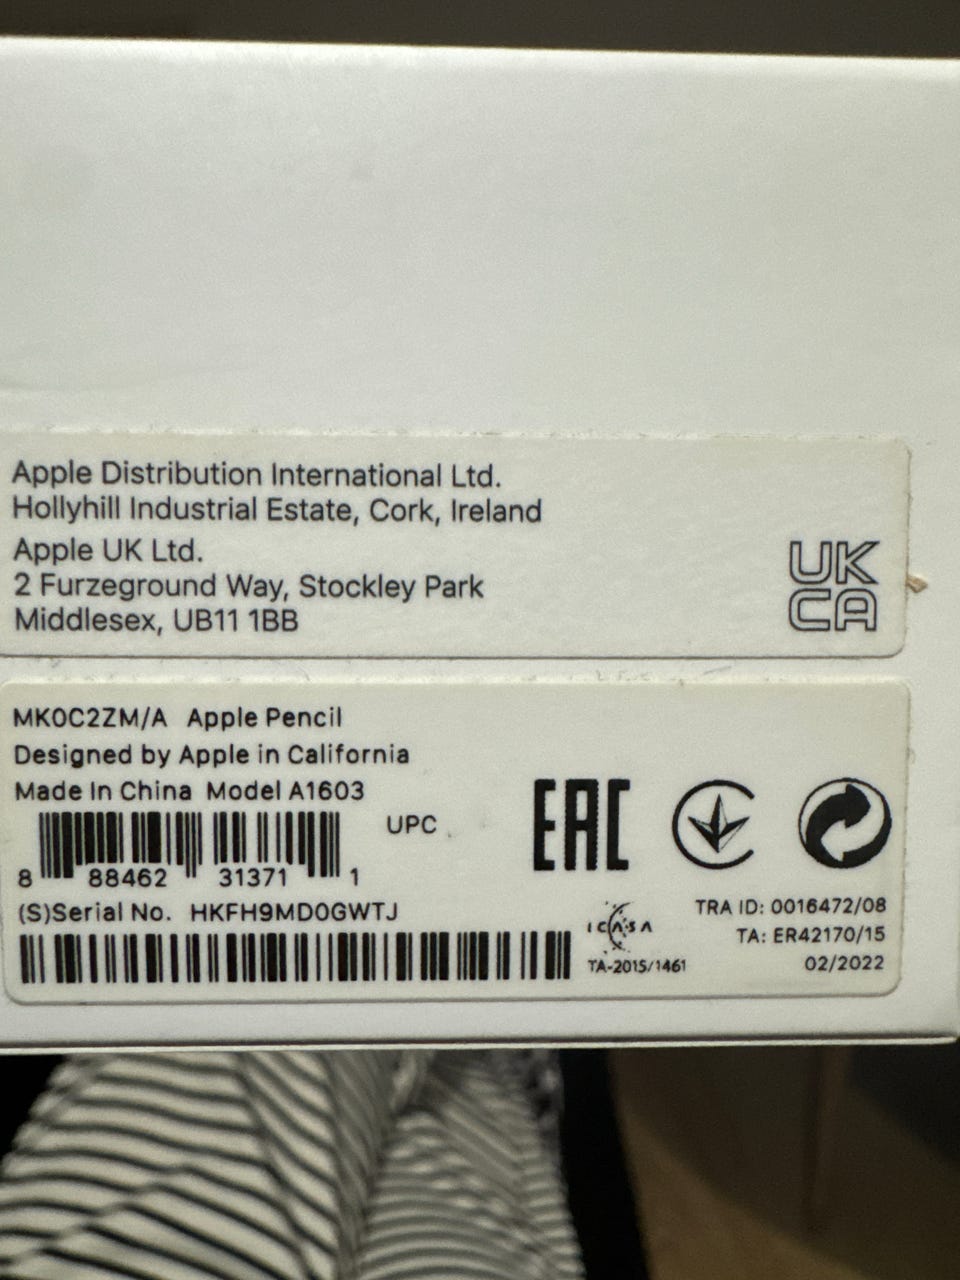 Apple Distribution International Ltd.
Hollyhill Industrial Estate, Cork, Ireland
Apple UK Ltd.
2 Furzeground Way, Stockley Park
Middlesex, UB11 1BB
UK
CA
MK0C2ZM/A Apple Pencil
Designed by Apple in California
Made In China Model A1603
UPC
8 88462 31371 1
(S)Serial No. HKFH9MD0GWTJ
EAC
ICASA
TA-2015/1461
TRA ID: 0016472/08
TA: ER42170/15
02/2022